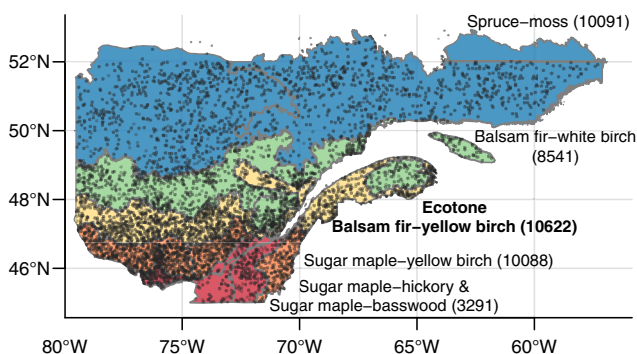 Spruce−moss (10091)
52°N
50°N
Balsam fir−white birch
(8541)
48°N
Ecotone
Balsam fir−yellow birch (10622)
Sugar maple−yellow birch (10088)
46°N
Sugar maple−hickory &
Sugar maple−basswood (3291)
80°W 75°W 70°W 65°W 60°W